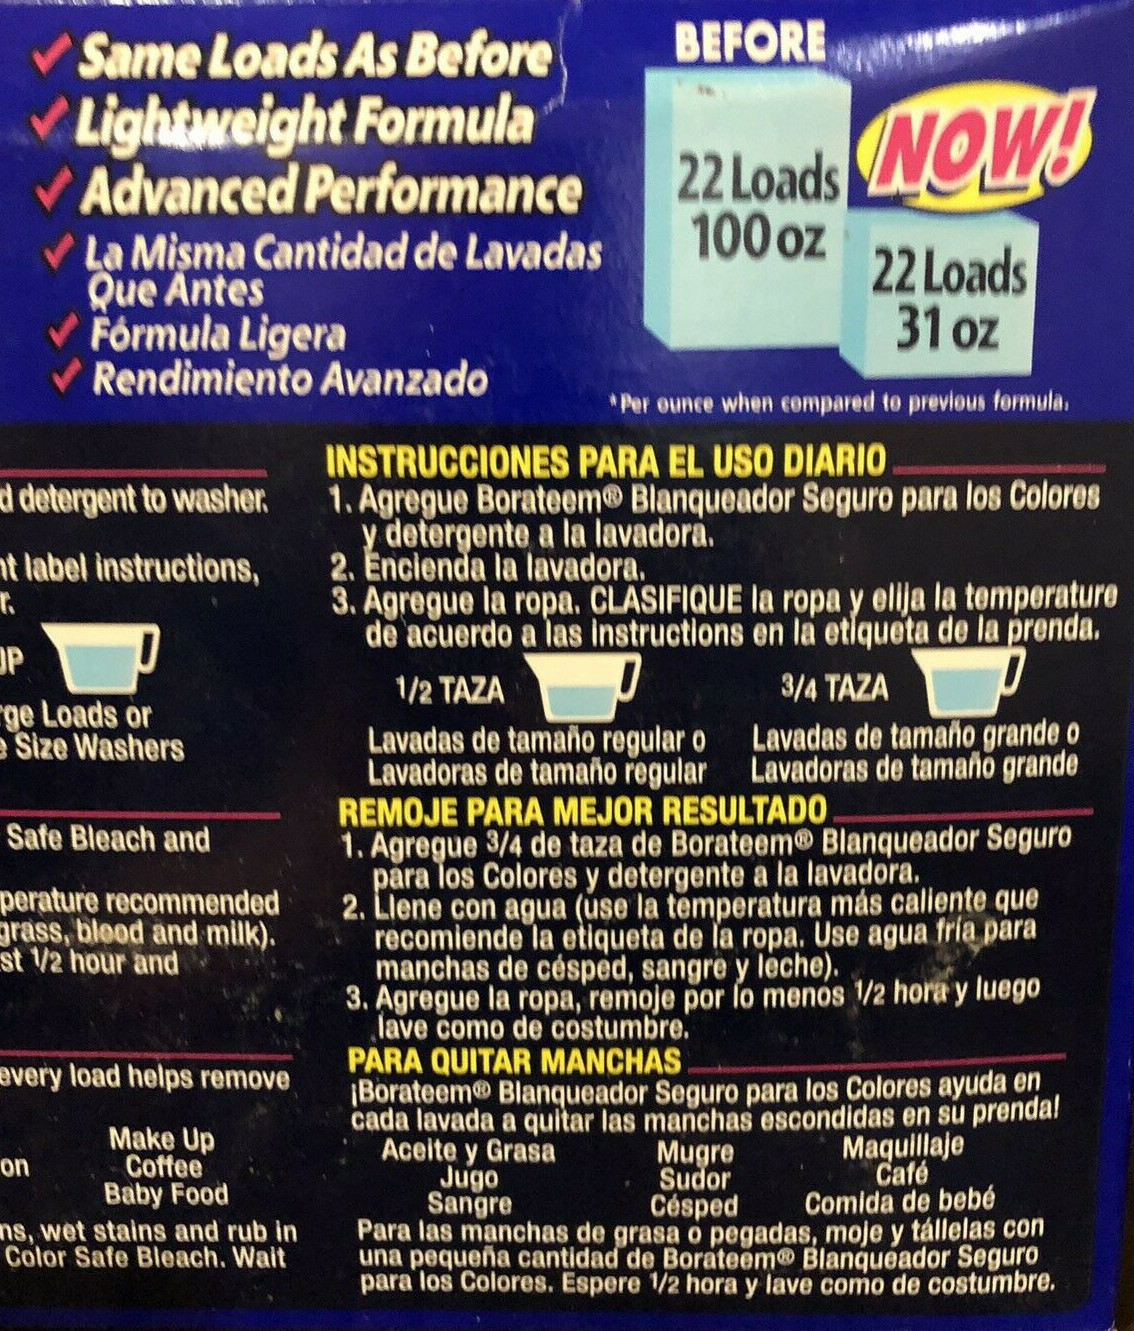 Same Loads As Before
Lightweight Formula
Advanced Performance
La Misma Cantidad de Lavadas
Que Antes
Fórmula Ligera
Rendimiento Avanzado
BEFORE
22 Loads
100 oz
NOW!
22 Loads
31 oz
*Per ounce when compared to previous formula.
d detergent to washer.
nt label instructions,
r.
UP
rge Loads or
e Size Washers
Safe Bleach and
perature recommended
grass, blood and milk).
st 1/2 hour and
every load helps remove
Make Up
on Coffee
Baby Food
ns, wet stains and rub in
Color Safe Bleach. Wait
INSTRUCCIONES PARA EL USO DIARIO
1. Agregue Borateem® Blanqueador Seguro para los Colores
y detergente a la lavadora.
2. Encienda la lavadora.
3. Agregue la ropa. CLASIFIQUE la ropa y elija la temperature
de acuerdo a las instructions en la etiqueta de la prenda.
1/2 TAZA
Lavadas de tamaño regular o
Lavadoras de tamaño regular
3/4 TAZA
Lavadas de tamaño grande o
Lavadoras de tamaño grande
REMOJE PARA MEJOR RESULTADO
1. Agregue 3/4 de taza de Borateem® Blanqueador Seguro
para los Colores y detergente a la lavadora.
2. Llene con agua (use la temperatura más caliente que
recomiende la etiqueta de la ropa. Use agua fría para
manchas de césped, sangre y leche).
3. Agregue la ropa, remoje por lo menos 1/2 hora y luego
lave como de costumbre.
PARA QUITAR MANCHAS
¡Borateem® Blanqueador Seguro para los Colores ayuda en
cada lavada a quitar las manchas escondidas en su prenda!
Aceite y Grasa Mugre Maquillaje
Jugo Sudor Café
Sangre Césped Comida de bebé
Para las manchas de grasa o pegadas, moje y tállelas con
una pequeña cantidad de Borateem® Blanqueador Seguro
para los Colores. Espere 1/2 hora y lave como de costumbre.